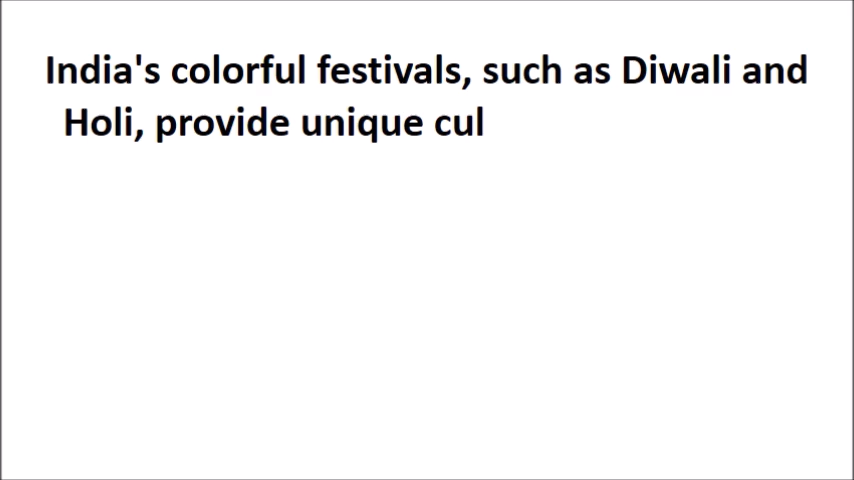 India's colorful festivals, such as Diwali and
Holi, provide unique cul